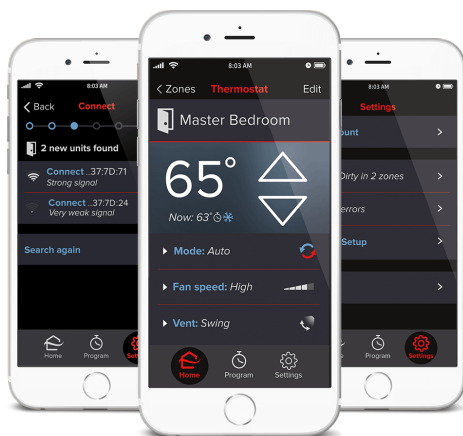 8:03 AM
Back Connect
2 new units found
Connect ..37:7D:71
Strong signal
Connect ..37:7D:24
Very weak signal
Search again
Home Program
8:03 AM
Zones Thermostat Edit
Master Bedroom
65°
Now: 63°
Mode: Auto
Fan speed: High
Vent: Swing
Home Program Settings
8:03 AM
Settings
Dirty in 2 zones
Setup
Program Settings